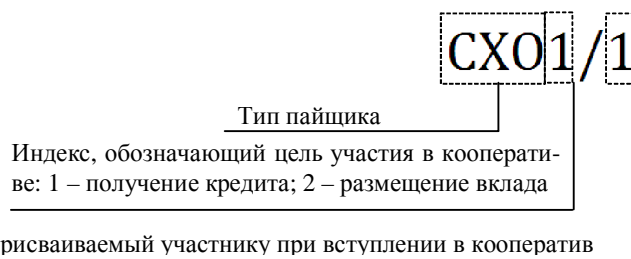 СХО1/1
Тип пайщика
Индекс, обозначающий цель участия в кооперати-
ве: 1 – получение кредита; 2 – размещение вклада
рисваиваемый участнику при вступлении в кооператив